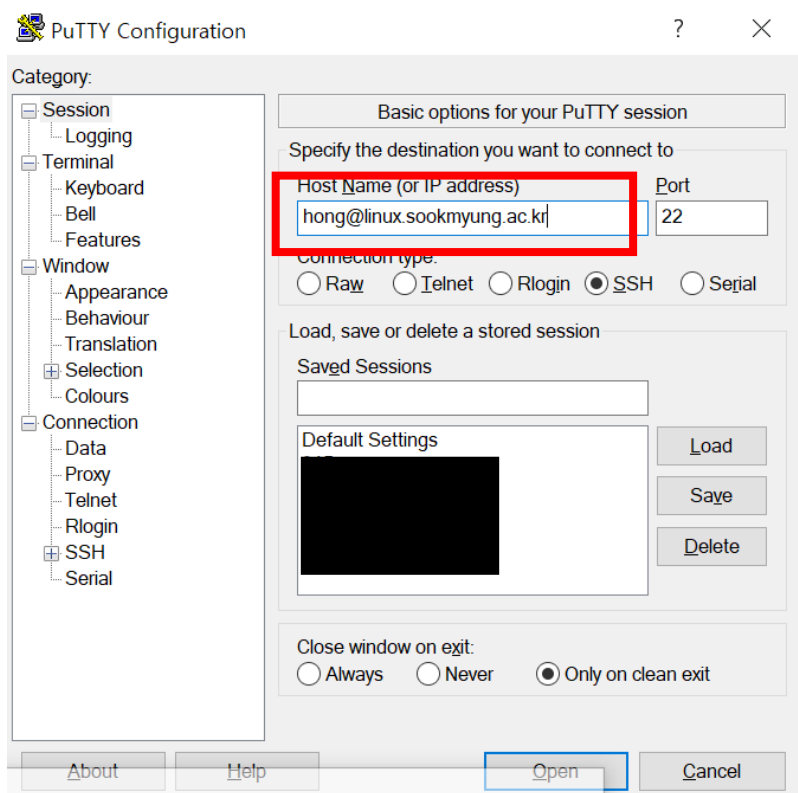 PuTTY Configuration
?
Category:
Session
Logging
Terminal
Keyboard
Bell
Features
Window
Appearance
Behaviour
Translation
Selection
Colours
Connection
Data
Proxy
Telnet
Rlogin
SSH
Serial
Basic options for your PuTTY session
Specify the destination you want to connect to
Host Name (or IP address) Port
hong@linux.sookmyung.ac.kr 22
Connection type:
Raw Telnet Rlogin SSH Serial
Load, save or delete a stored session
Saved Sessions
Default Settings
Load
Save
Delete
Close window on exit:
Always Never Only on clean exit
About Help Open Cancel